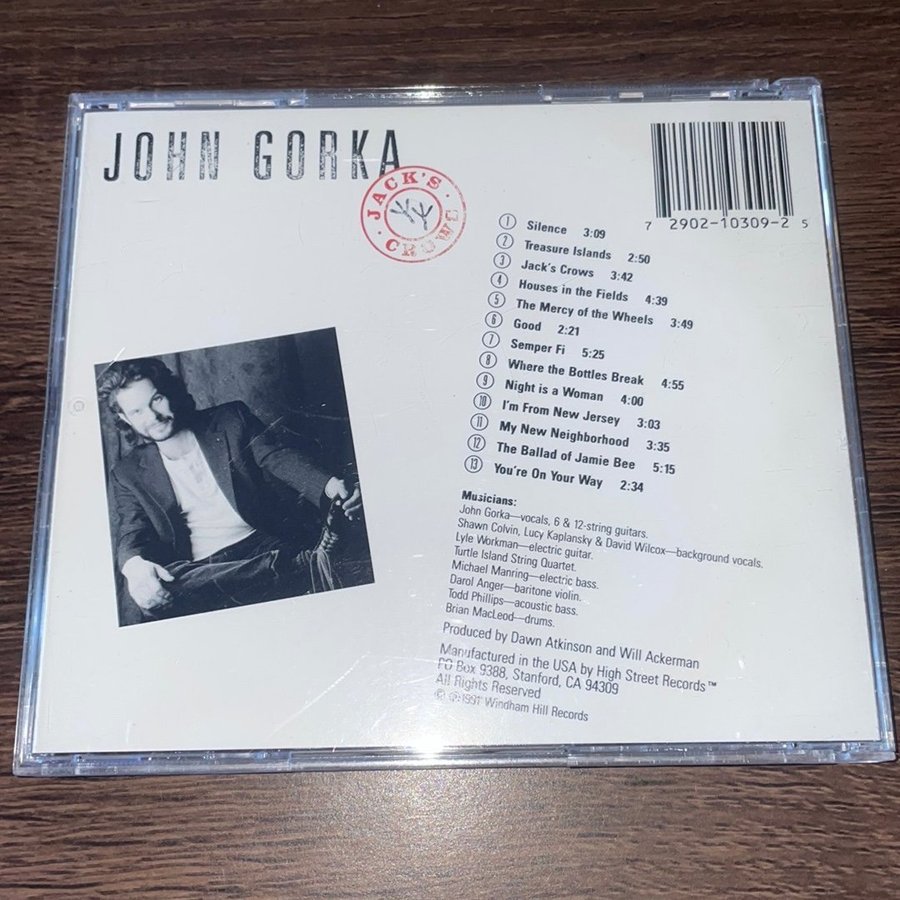 JOHN GORKA
JACK'S
CROWS
7 2902-10309-2 5
1 Silence 3:09
2 Treasure Islands 2:50
3 Jack's Crows 3:42
4 Houses in the Fields 4:39
5 The Mercy of the Wheels 3:49
6 Good 2:21
7 Semper Fi 5:25
8 Where the Bottles Break 4:55
9 Night is a Woman 4:00
10 I'm From New Jersey 3:03
11 My New Neighborhood 3:35
12 The Ballad of Jamie Bee 5:15
13 You're On Your Way 2:34
Musicians:
John Gorka—vocals, 6 & 12-string guitars.
Shawn Colvin, Lucy Kaplansky & David Wilcox—background vocals.
Lyle Workman—electric guitar.
Turtle Island String Quartet.
Michael Manring—electric bass.
Darol Anger—baritone violin.
Todd Phillips—acoustic bass.
Brian MacLeod—drums.
Produced by Dawn Atkinson and Will Ackerman
Manufactured in the USA by High Street Records™
PO Box 9388, Stanford, CA 94309
All Rights Reserved
© ℗ 1991 Windham Hill Records